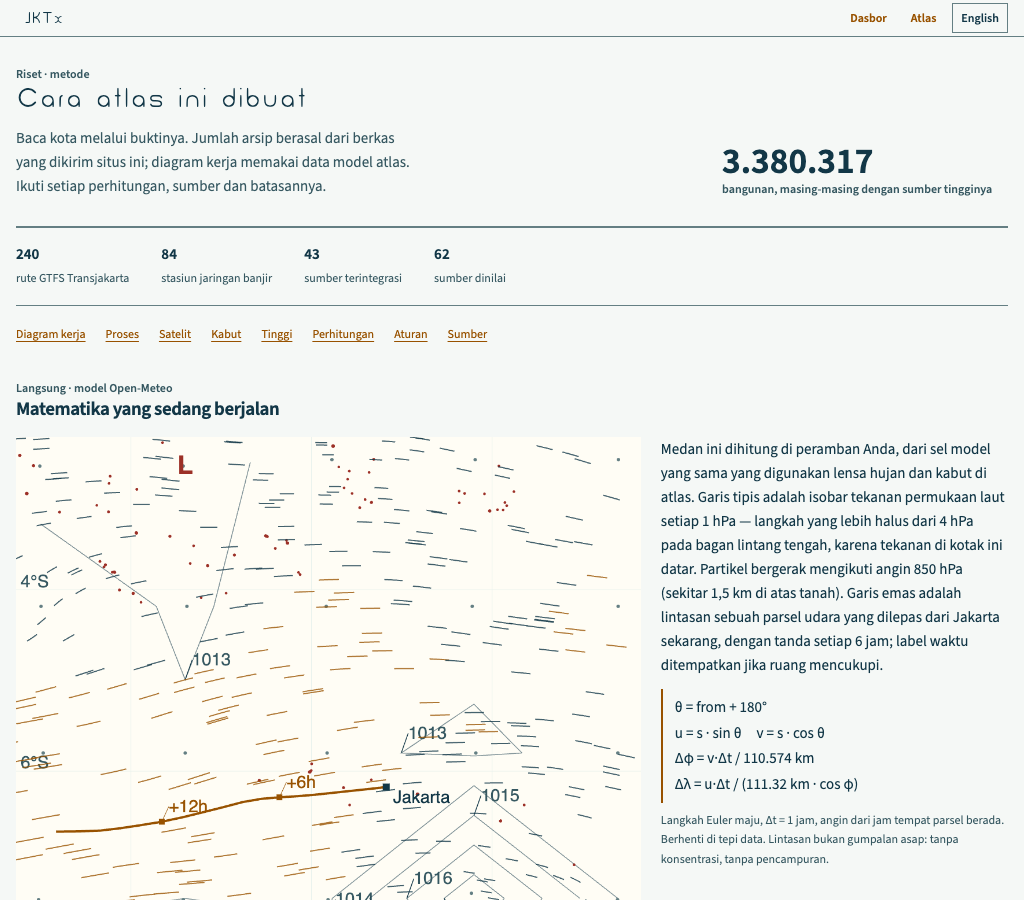 JKTx
Dasbor Atlas English
Riset · metode
Cara atlas ini dibuat
Baca kota melalui buktinya. Jumlah arsip berasal dari berkas
yang dikirim situs ini; diagram kerja memakai data model atlas.
Ikuti setiap perhitungan, sumber dan batasannya.
3.380.317
bangunan, masing-masing dengan sumber tingginya
240
rute GTFS Transjakarta
84
stasiun jaringan banjir
43
sumber terintegrasi
62
sumber dinilai
Diagram kerja Proses Satelit Kabut Tinggi Perhitungan Aturan Sumber
Langsung · model Open-Meteo
Matematika yang sedang berjalan
L
4°S
1013
1013
6°S
+6h
+12h
Jakarta
1015
1016
1014
Medan ini dihitung di peramban Anda, dari sel model
yang sama yang digunakan lensa hujan dan kabut di
atlas. Garis tipis adalah isobar tekanan permukaan laut
setiap 1 hPa — langkah yang lebih halus dari 4 hPa
pada bagan lintang tengah, karena tekanan di kotak ini
datar. Partikel bergerak mengikuti angin 850 hPa
(sekitar 1,5 km di atas tanah). Garis emas adalah
lintasan sebuah parsel udara yang dilepas dari Jakarta
sekarang, dengan tanda setiap 6 jam; label waktu
ditempatkan jika ruang mencukupi.
θ = from + 180°
u = s · sin θ v = s · cos θ
Δφ = v·Δt / 110.574 km
Δλ = u·Δt / (111.32 km · cos φ)
Langkah Euler maju, Δt = 1 jam, angin dari jam tempat parsel berada.
Berhenti di tepi data. Lintasan bukan gumpalan asap: tanpa
konsentrasi, tanpa pencampuran.